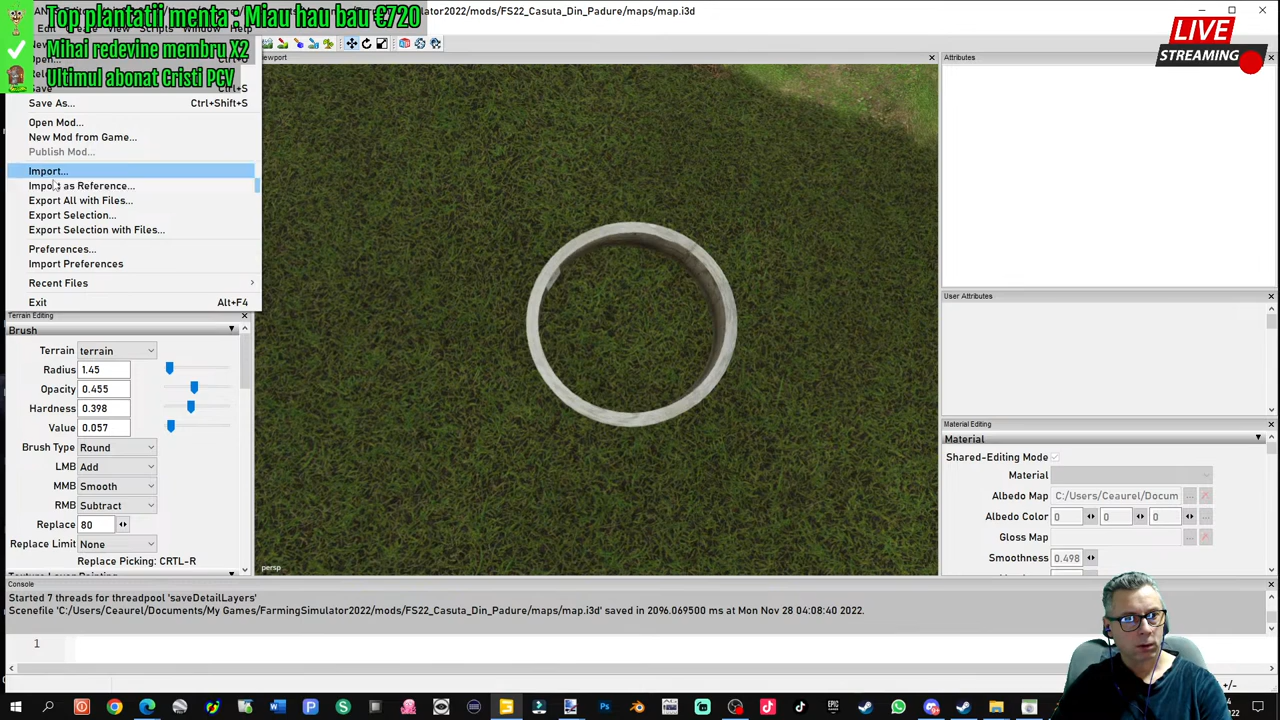 Top plantatii menta : Miau hau bau €720
Mihai redevine membru X2
Ultimul abonat Cristi PCV
LIVE
STREAMING
Simulator2022/mods/FS22_Casuta_Din_Padure/maps/map.i3d
Scripts Window Help
Save Ctrl+S
Save As... Ctrl+Shift+S
Open Mod...
New Mod from Game...
Publish Mod...
Import...
Import as Reference...
Export All with Files...
Export Selection...
Export Selection with Files...
Preferences...
Import Preferences
Recent Files
Exit Alt+F4
Terrain Editing
Brush
Terrain terrain
Radius 1.45
Opacity 0.455
Hardness 0.398
Value 0.057
Brush Type Round
LMB Add
MMB Smooth
RMB Subtract
Replace 80
Replace Limit None
Replace Picking: CRTL-R
persp
Attributes
User Attributes
Material Editing
Material
Shared-Editing Mode
Material
Albedo Map C:/Users/Ceaurel/Docum
Albedo Color 0 0 0
Gloss Map
Smoothness 0.498
Console
Started 7 threads for threadpool 'saveDetailLayers'
Scenefile 'C:/Users/Ceaurel/Documents/My Games/FarmingSimulator2022/mods/FS22_Casuta_Din_Padure/maps/map.i3d' saved in 2096.069500 ms at Mon Nov 28 04:08:40 2022.
1